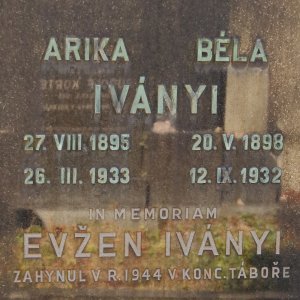 ARIKA BÉLA
IVÁNYI
27. VIII. 1895 20. V. 1898
26. III. 1933 12. IX. 1932
IN MEMORIAM
EVŽEN IVÁNYI
ZAHYNUL V R. 1944 V KONC. TÁBOŘE